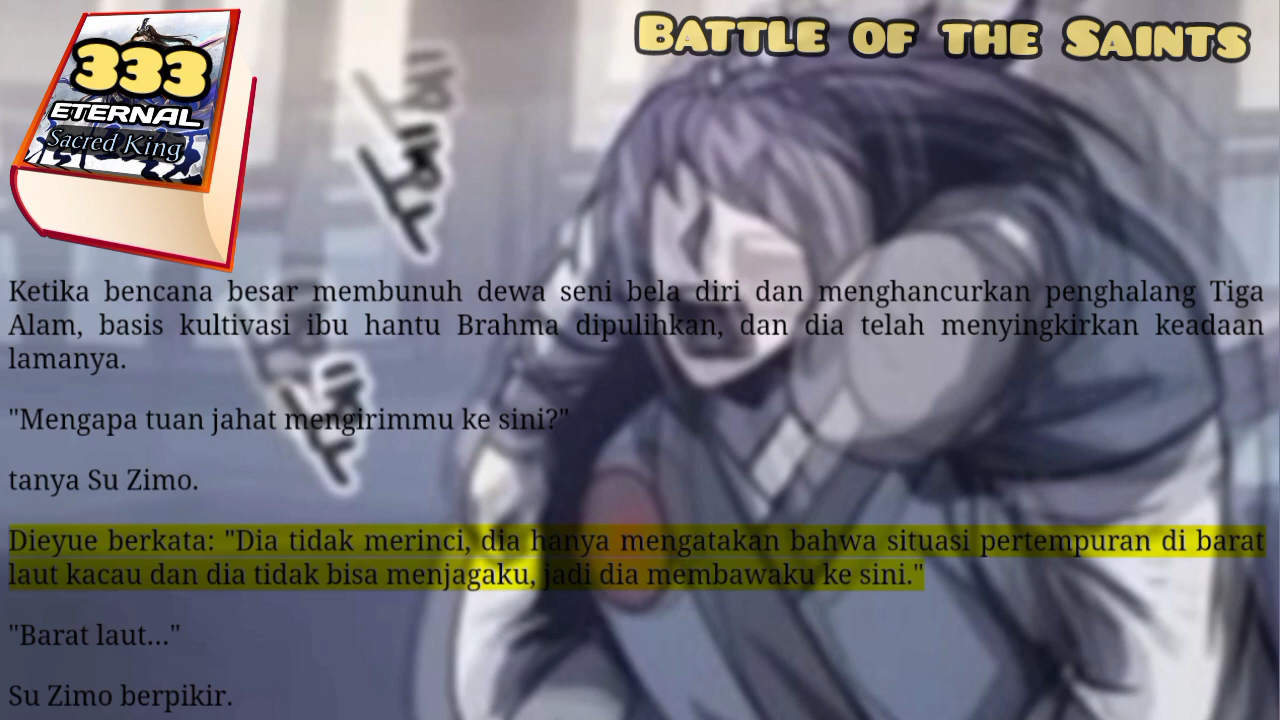 Battle of the Saints
333
ETERNAL
Sacred King
Ketika bencana besar membunuh dewa seni bela diri dan menghancurkan penghalang Tiga
Alam, basis kultivasi ibu hantu Brahma dipulihkan, dan dia telah menyingkirkan keadaan
lamanya.
"Mengapa tuan jahat mengirimmu ke sini?"
tanya Su Zimo.
Dieyue berkata: "Dia tidak merinci, dia hanya mengatakan bahwa situasi pertempuran di barat
laut kacau dan dia tidak bisa menjagaku, jadi dia membawaku ke sini."
"Barat laut..."
Su Zimo berpikir.